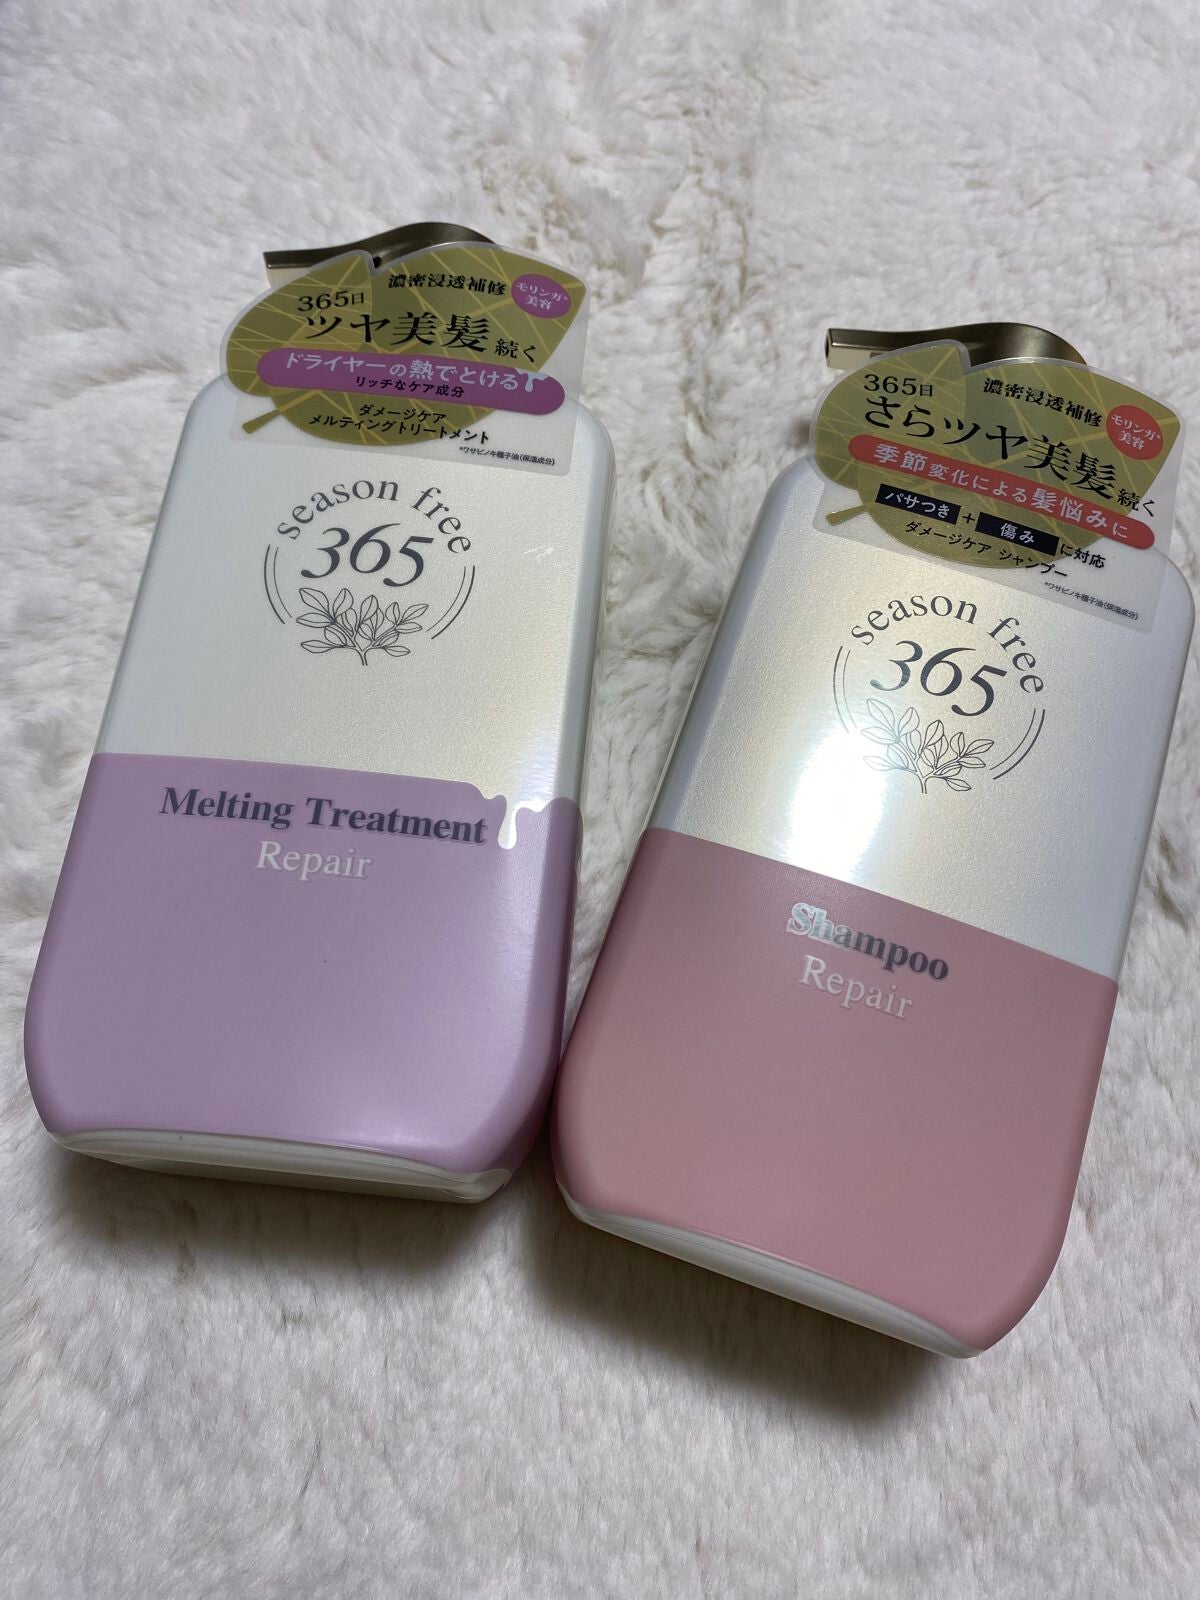 濃密浸透補修
モリンガ*
美容
365日
ツヤ美髪続く
ドライヤーの熱でとける
リッチなケア成分
ダメージケア
メルティングトリートメント
*ワサビノキ種子油(保湿成分)
season free
365
Melting Treatment
Repair
365日
濃密浸透補修
モリンガ*
美容
さらツヤ美髪続く
季節変化による髪悩みに
パサつき+傷みに対応
ダメージケア シャンプー
*ワサビノキ種子油(保湿成分)
season free
365
Shampoo
Repair